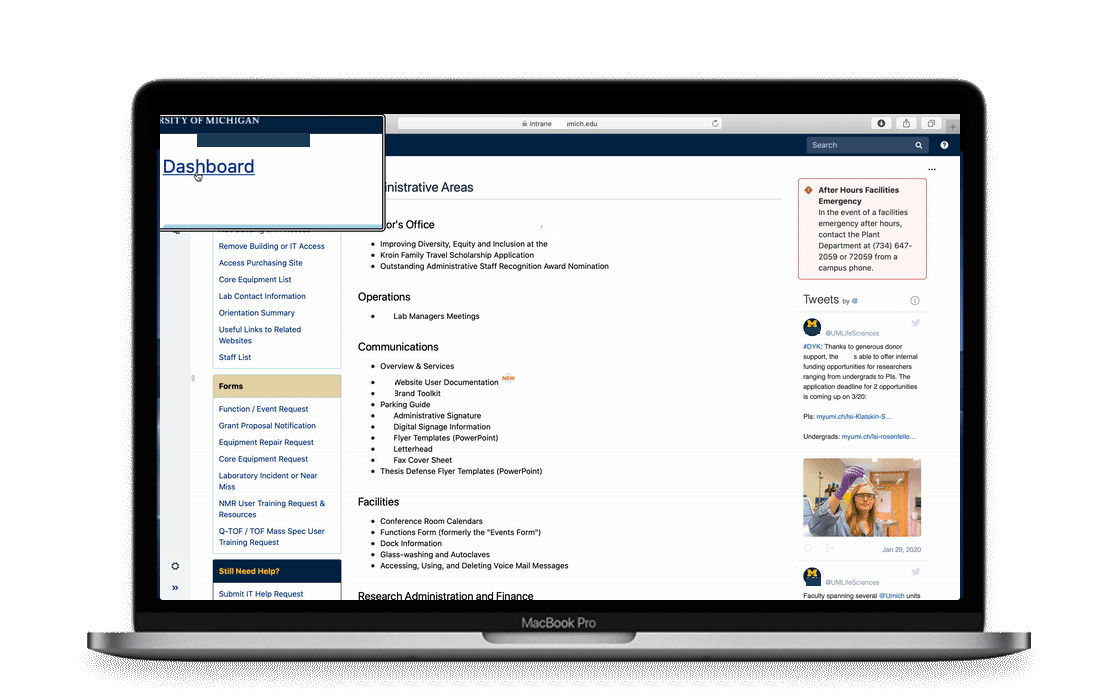 RSITY OF MICHIGAN
intrane mich.edu
Search
Dashboard
Remove Building or IT Access
Access Purchasing Site
Core Equipment List
Lab Contact Information
Orientation Summary
Useful Links to Related
Websites
Staff List
Forms
Function / Event Request
Grant Proposal Notification
Equipment Repair Request
Core Equipment Request
Laboratory Incident or Near
Miss
NMR User Training Request &
Resources
Q-TOF / TOF Mass Spec User
Training Request
Still Need Help?
Submit IT Help Request
inistrative Areas
or's Office
Improving Diversity, Equity and Inclusion at the
Kroin Family Travel Scholarship Application
Outstanding Administrative Staff Recognition Award Nomination
Operations
Lab Managers Meetings
Communications
Overview & Services
Website User Documentation NEW
Brand Toolkit
Parking Guide
Administrative Signature
Digital Signage Information
Flyer Templates (PowerPoint)
Letterhead
Fax Cover Sheet
Thesis Defense Flyer Templates (PowerPoint)
Facilities
Conference Room Calendars
Functions Form (formerly the "Events Form")
Dock Information
Glass-washing and Autoclaves
Accessing, Using, and Deleting Voice Mail Messages
Research Administration and Finance
After Hours Facilities
Emergency
In the event of a facilities
emergency after hours,
contact the Plant
Department at (734) 647-
2059 or 72059 from a
campus phone.
Tweets by @
@UMLifeSciences
#DYK: Thanks to generous donor
support, the s able to offer internal
funding opportunities for researchers
ranging from undergrads to PIs. The
application deadline for 2 opportunities
is coming up on 3/20:
PIs: myumi.ch/lsi-Klatskin-S…
Undergrads: myumi.ch/lsi-rosenfello…
Jan 29, 2020
@UMLifeSciences
Faculty spanning several @Umich units
MacBook Pro